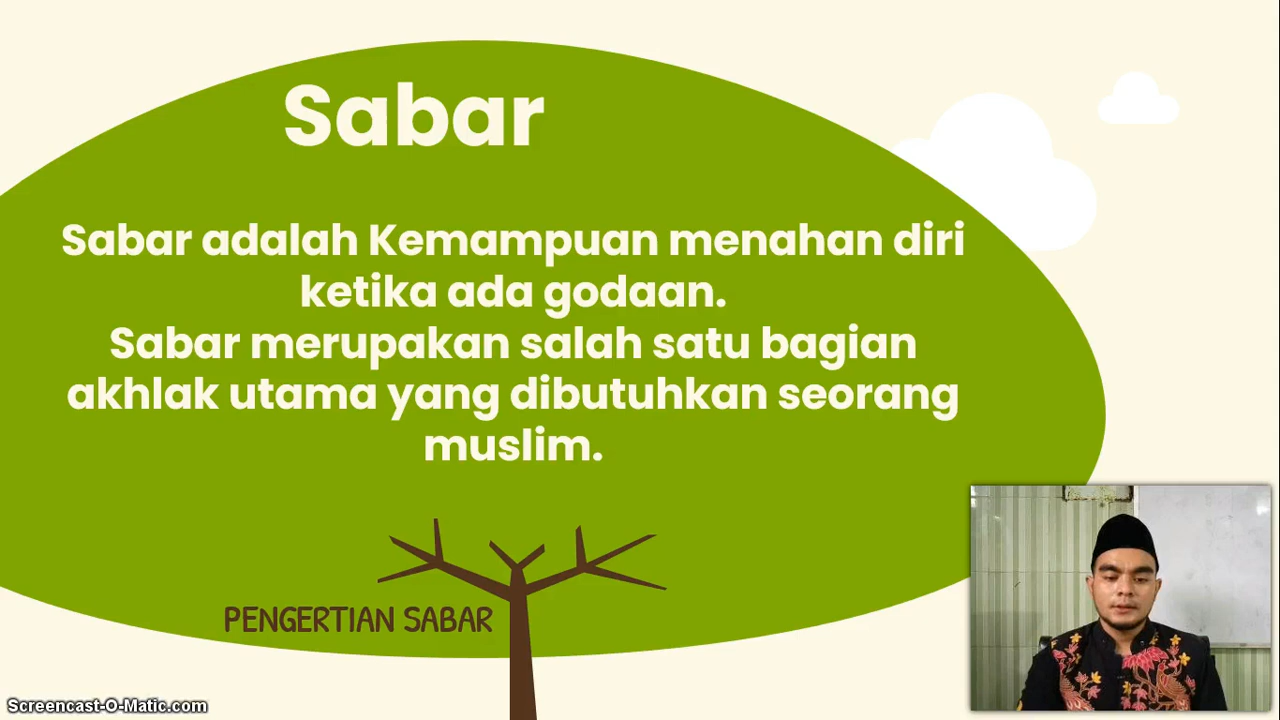 Sabar
Sabar adalah Kemampuan menahan diri
ketika ada godaan.
Sabar merupakan salah satu bagian
akhlak utama yang dibutuhkan seorang
muslim.
PENGERTIAN SABAR
Screencast-O-Matic.com